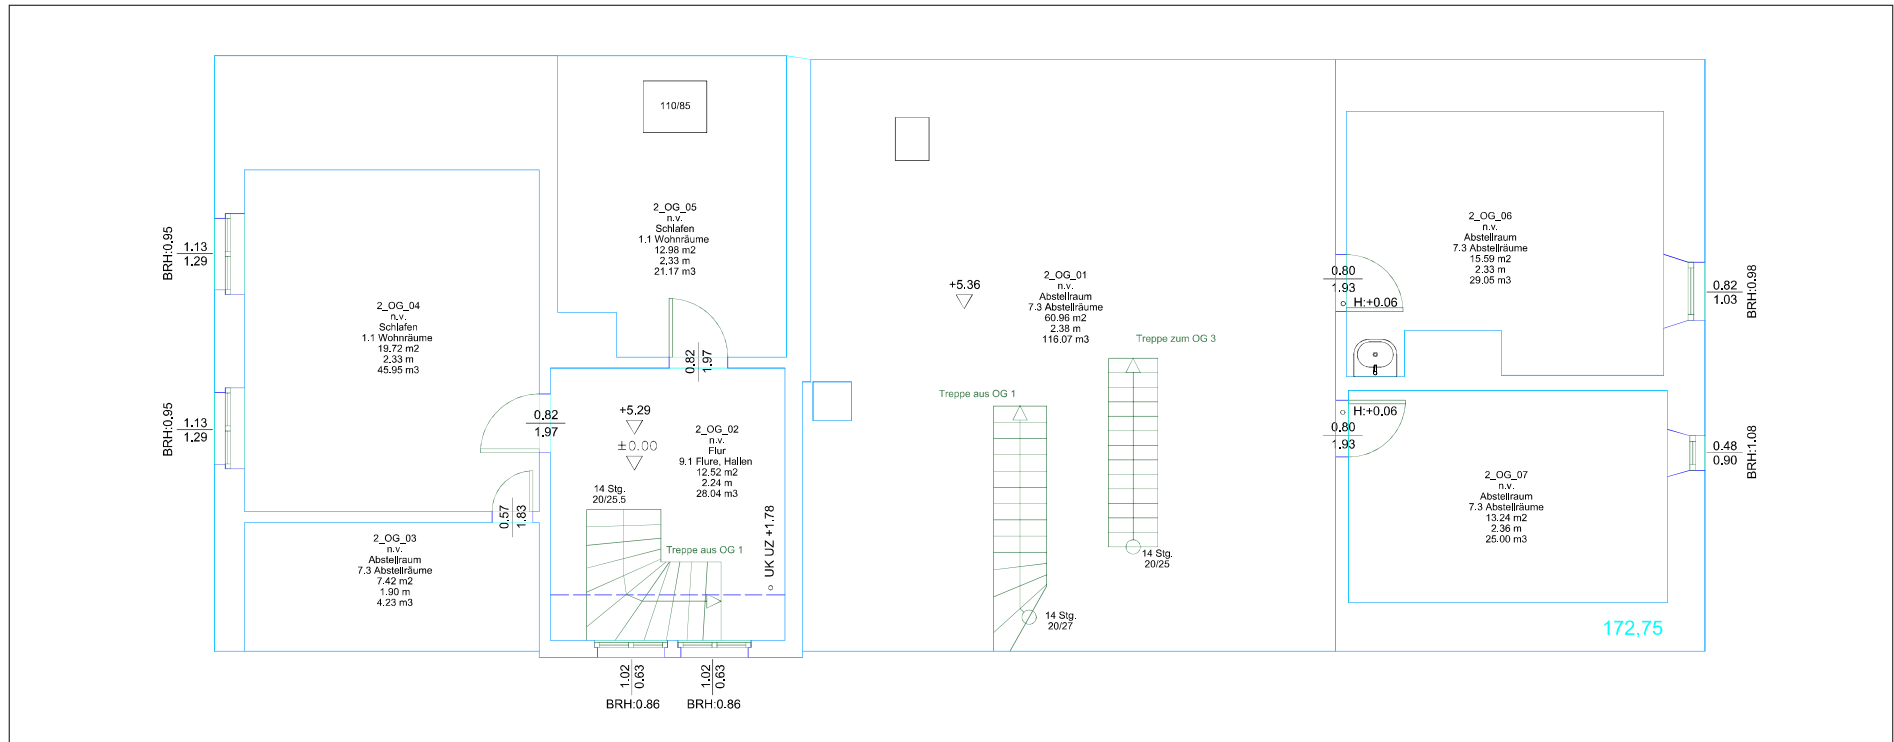 110/85
2_OG_05
n.v.
Schlafen
1.1 Wohnräume
12.98 m2
2,33 m
21.17 m3
2_OG_06
n.v.
Abstellraum
7.3 Abstellräume
15.59 m2
2.33 m
29.05 m3
BRH:0.95
1.13
1.29
2_OG_04
n.v.
Schlafen
1.1 Wohnräume
19.72 m2
2.33 m
45.95 m3
+5.36
2_OG_01
n.v.
Abstellraum
7.3 Abstellräume
60.96 m2
2.38 m
116.07 m3
0.80
1.93
H:+0.06
0.82
1.03
BRH:0.98
Treppe zum OG 3
0.82
1.97
Treppe aus OG 1
BRH:0.95
1.13
1.29
0.82
1.97
+5.29
±0.00
2_OG_02
n.v.
Flur
9.1 Flure, Hallen
12.52 m2
2.24 m
28.04 m3
H:+0.06
0.80
1.93
0.48
0.90
BRH:1.08
14 Stg.
20/25.5
0.57
1.83
UK UZ +1.78
2_OG_07
n.v.
Abstellraum
7.3 Abstellräume
13.24 m2
2.36 m
25.00 m3
2_OG_03
n.v.
Abstellraum
7.3 Abstellräume
7.42 m2
1.90 m
4.23 m3
Treppe aus OG 1
14 Stg.
20/25
14 Stg.
20/27
172,75
1.02
0.63
BRH:0.86
1.02
0.63
BRH:0.86